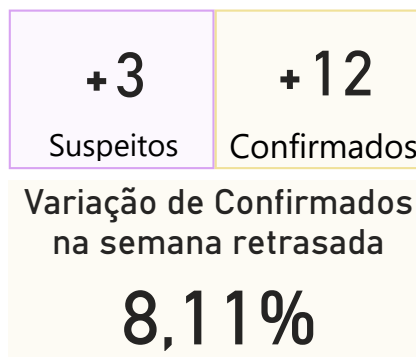 +3
+12
Suspeitos
Confirmados
Variação de Confirmados
na semana retrasada
8,11%